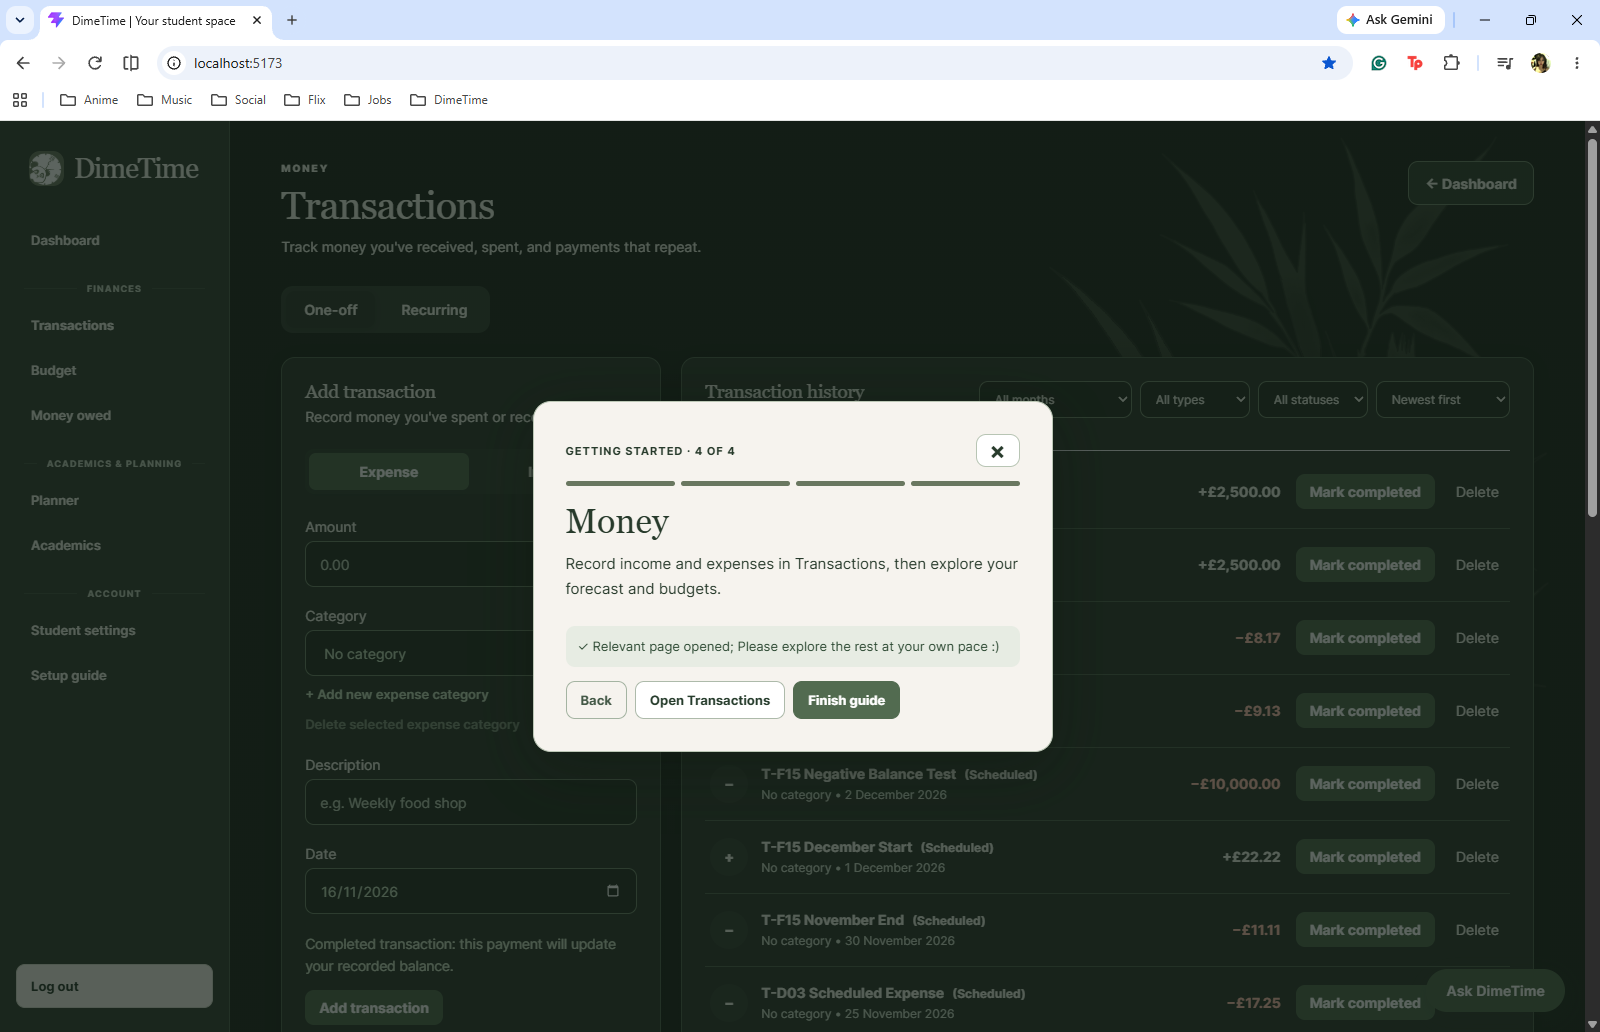 DimeTime | Your student space
Ask Gemini
localhost:5173
Anime
Music
Social
Flix
Jobs
DimeTime
DimeTime
Dashboard
FINANCES
Transactions
Budget
Money owed
ACADEMICS & PLANNING
Planner
Academics
ACCOUNT
Student settings
Setup guide
Log out
MONEY
Transactions
Track money you've received, spent, and payments that repeat.
← Dashboard
One-off
Recurring
Add transaction
Record money you've spent or rec
Expense
Amount
0.00
Category
No category
+ Add new expense category
Delete selected expense category
Description
e.g. Weekly food shop
Date
16/11/2026
Completed transaction: this payment will update
your recorded balance.
Add transaction
Transaction history
All months
All types
All statuses
Newest first
+£2,500.00 Mark completed Delete
+£2,500.00 Mark completed Delete
−£8.17 Mark completed Delete
−£9.13 Mark completed Delete
T-F15 Negative Balance Test (Scheduled)
No category • 2 December 2026
−£10,000.00 Mark completed Delete
T-F15 December Start (Scheduled)
No category • 1 December 2026
+£22.22 Mark completed Delete
T-F15 November End (Scheduled)
No category • 30 November 2026
−£11.11 Mark completed Delete
T-D03 Scheduled Expense (Scheduled)
No category • 25 November 2026
−£17.25 Mark completed Delete
Ask DimeTime
GETTING STARTED · 4 OF 4
Money
Record income and expenses in Transactions, then explore your
forecast and budgets.
✓ Relevant page opened; Please explore the rest at your own pace :)
Back
Open Transactions
Finish guide